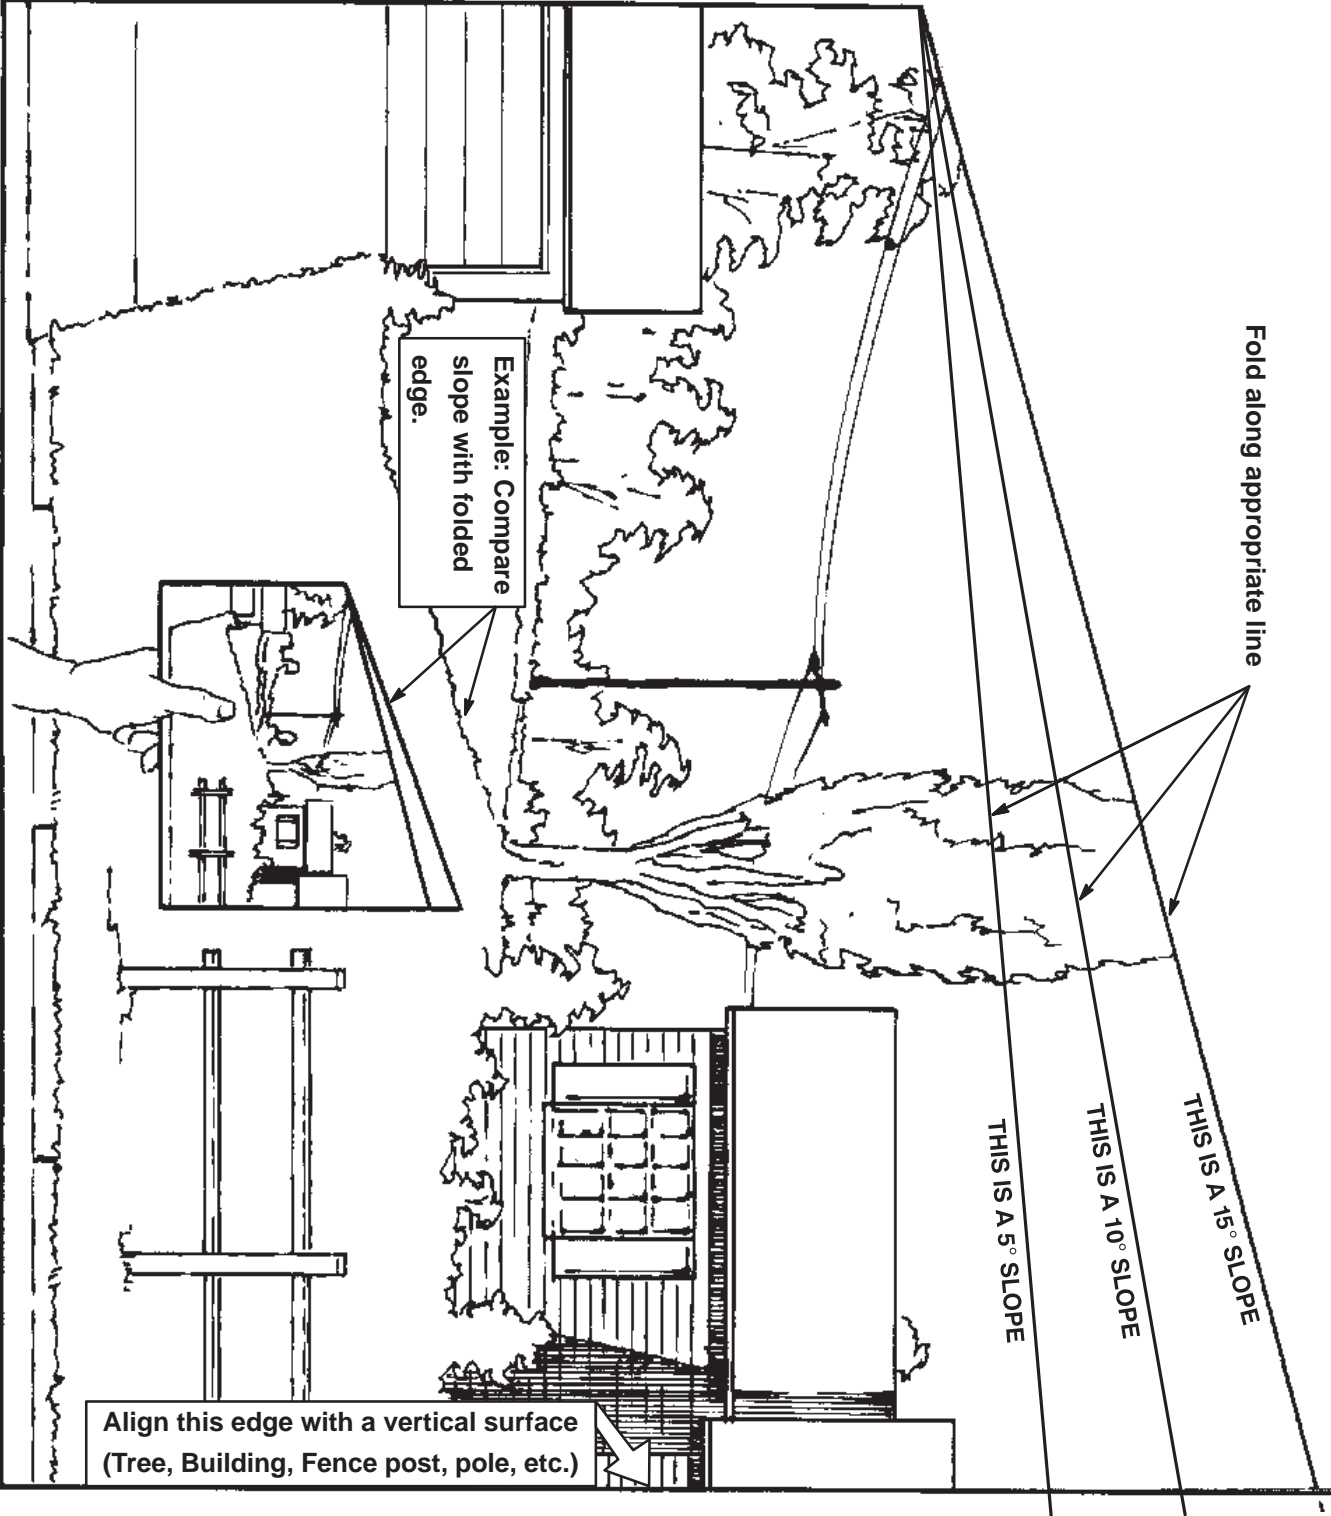 Fold along appropriate line
THIS IS A 15° SLOPE
THIS IS A 10° SLOPE
THIS IS A 5° SLOPE
Example: Compare
slope with folded
edge.
Align this edge with a vertical surface
(Tree, Building, Fence post, pole, etc.)